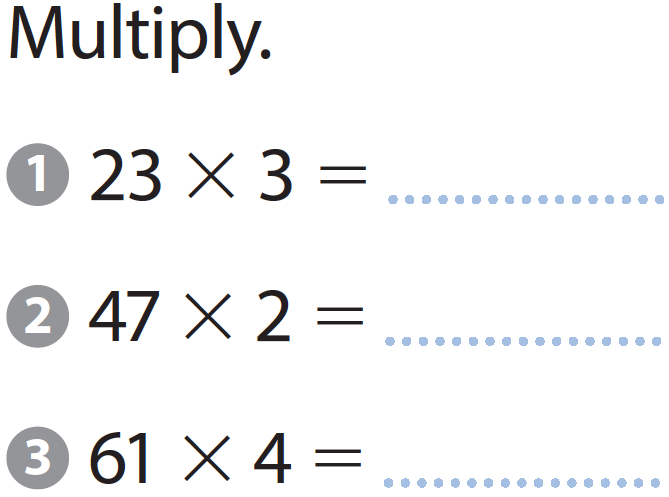 Multiply.
1 23 × 3 =
2 47 × 2 =
3 61 × 4 =